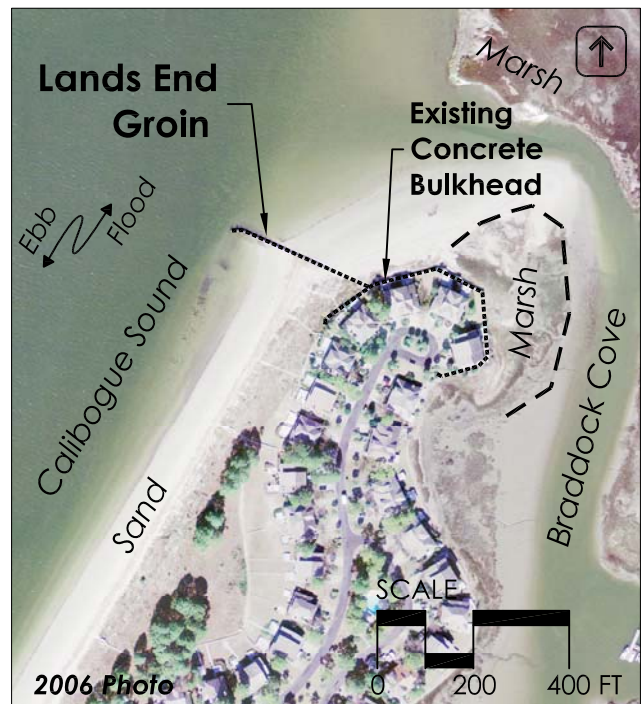 Marsh
Lands End
Groin
Existing
Concrete
Bulkhead
Ebb
Flood
Marsh
Calibogue Sound
Braddock Cove
Sand
SCALE
0 200 400 FT
2006 Photo